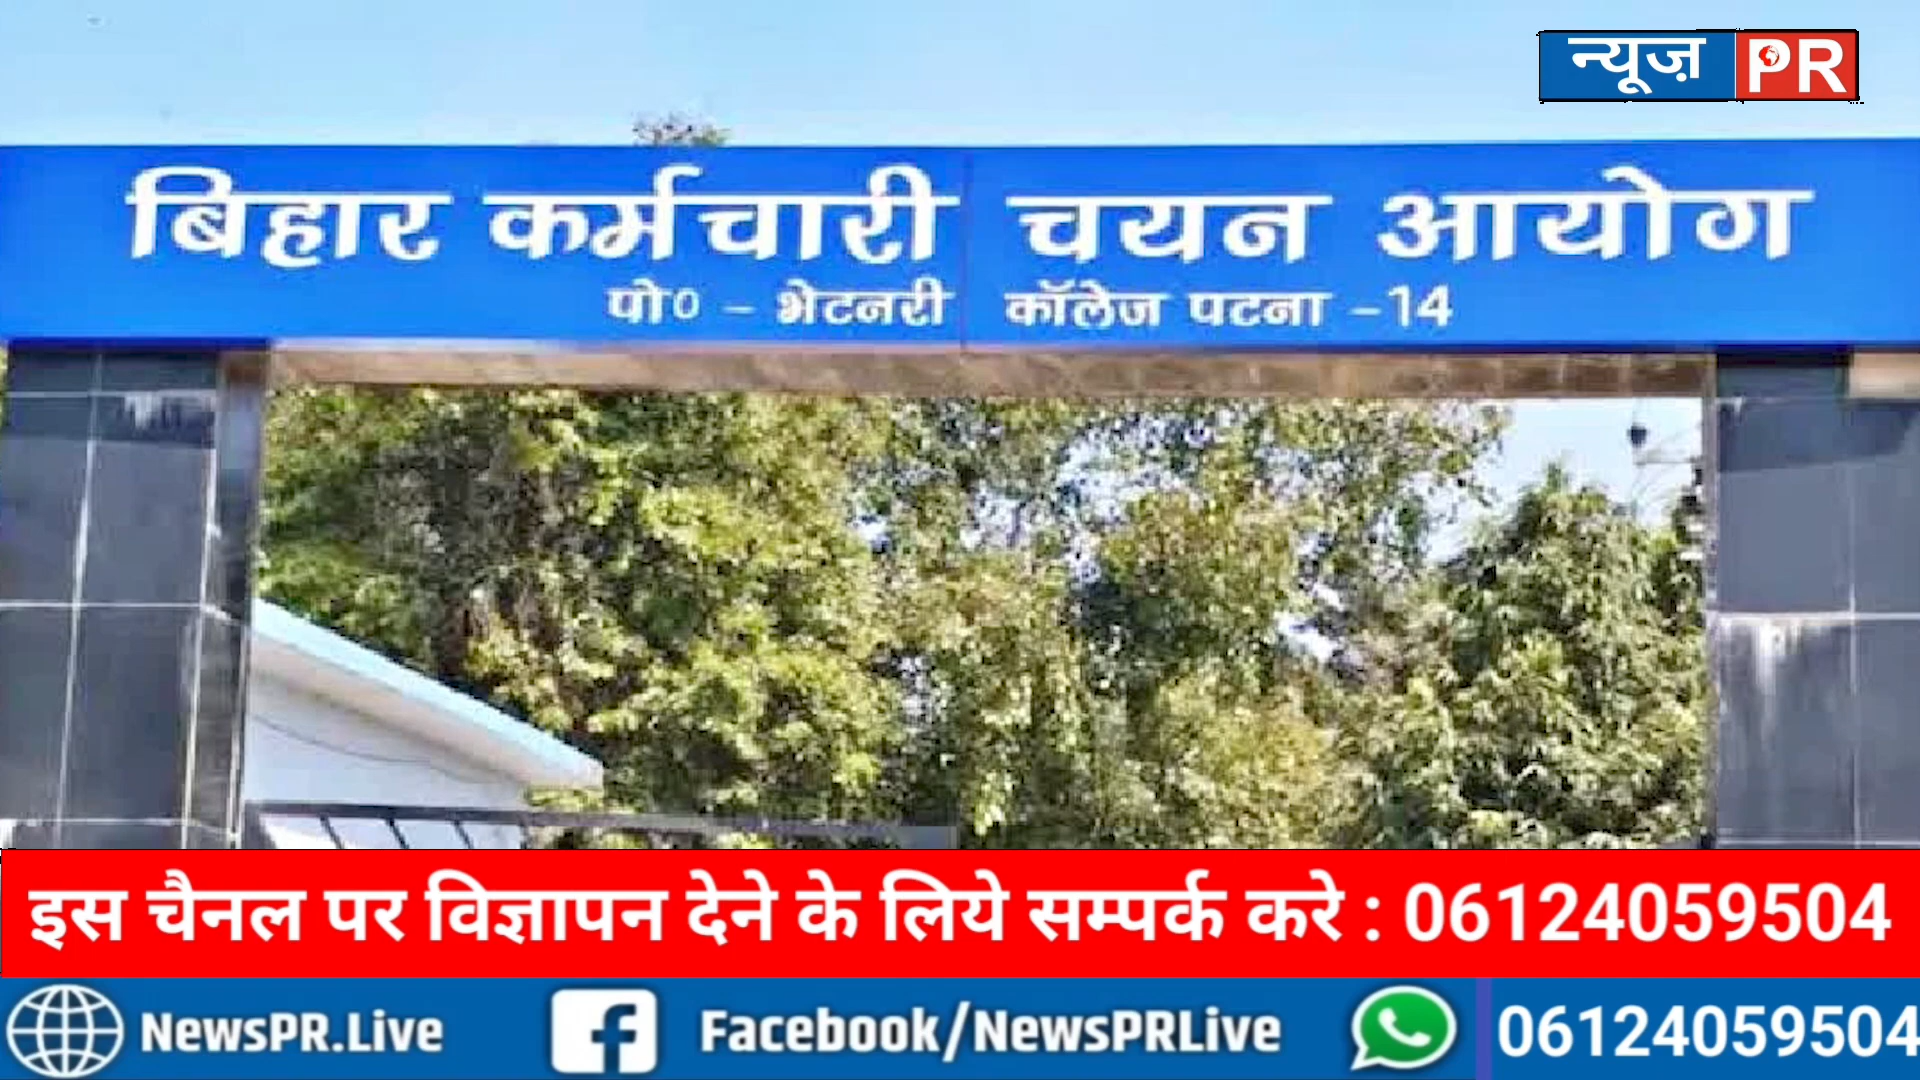 न्यूज़ PR
बिहार कर्मचारी चयन आयोग
पो0 - भेटनरी कॉलेज पटना -14
इस चैनल पर विज्ञापन देने के लिये सम्पर्क करे : 06124059504
NewsPR.Live Facebook/NewsPRLive 06124059504